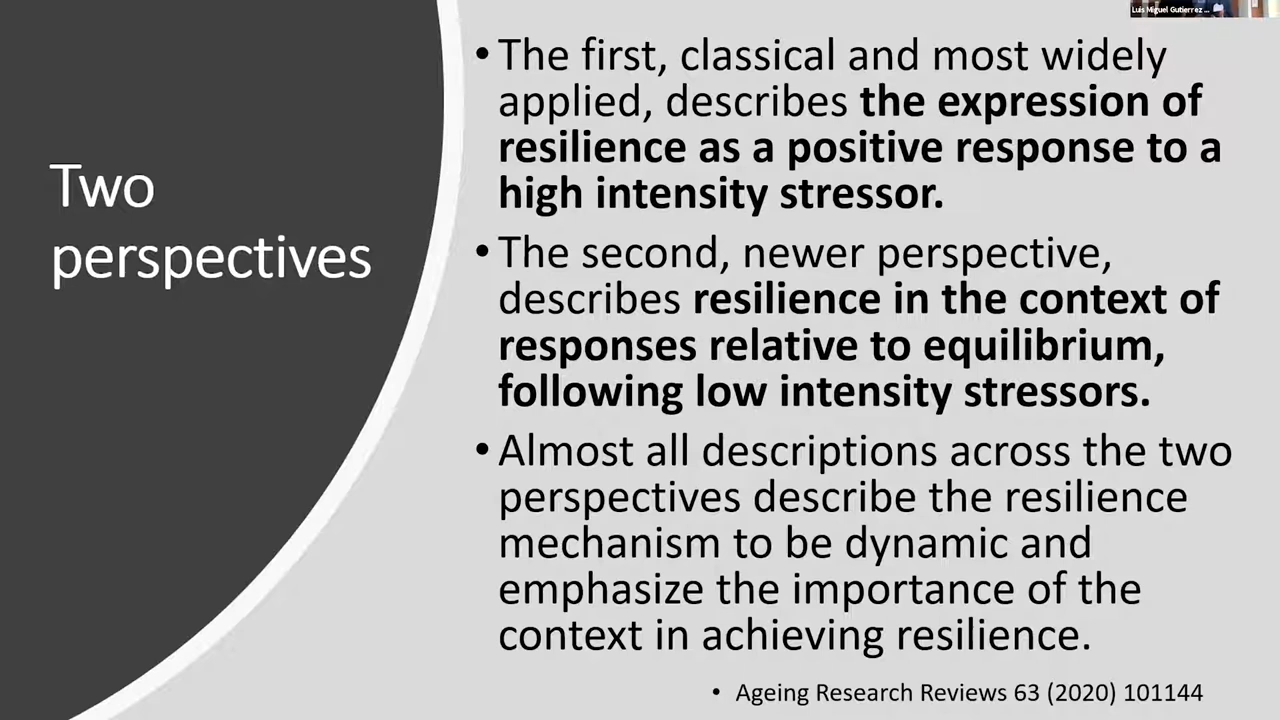 Luis Miguel Gutierrez ...
Two
perspectives
• The first, classical and most widely
applied, describes the expression of
resilience as a positive response to a
high intensity stressor.
• The second, newer perspective,
describes resilience in the context of
responses relative to equilibrium,
following low intensity stressors.
• Almost all descriptions across the two
perspectives describe the resilience
mechanism to be dynamic and
emphasize the importance of the
context in achieving resilience.
• Ageing Research Reviews 63 (2020) 101144